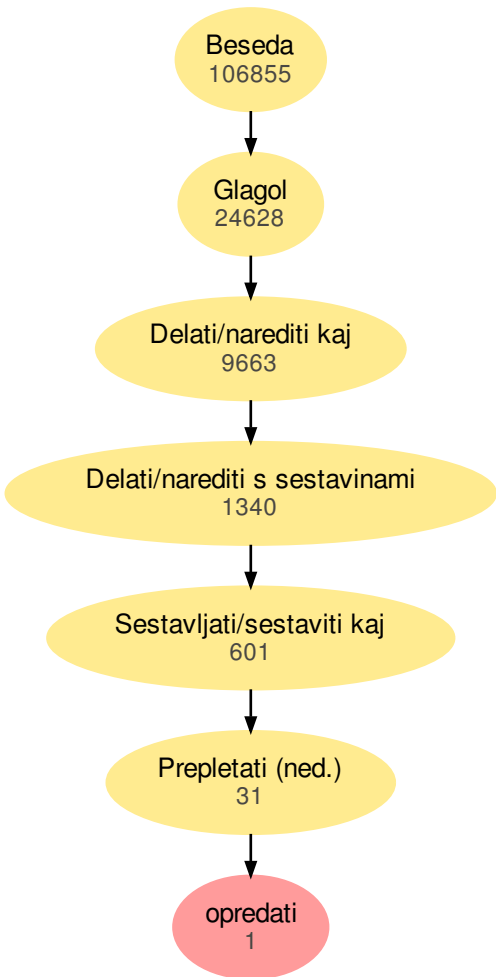 Beseda
106855
Glagol
24628
Delati/narediti kaj
9663
Delati/narediti s sestavinami
1340
Sestavljati/sestaviti kaj
601
Prepletati (ned.)
31
opredati
1